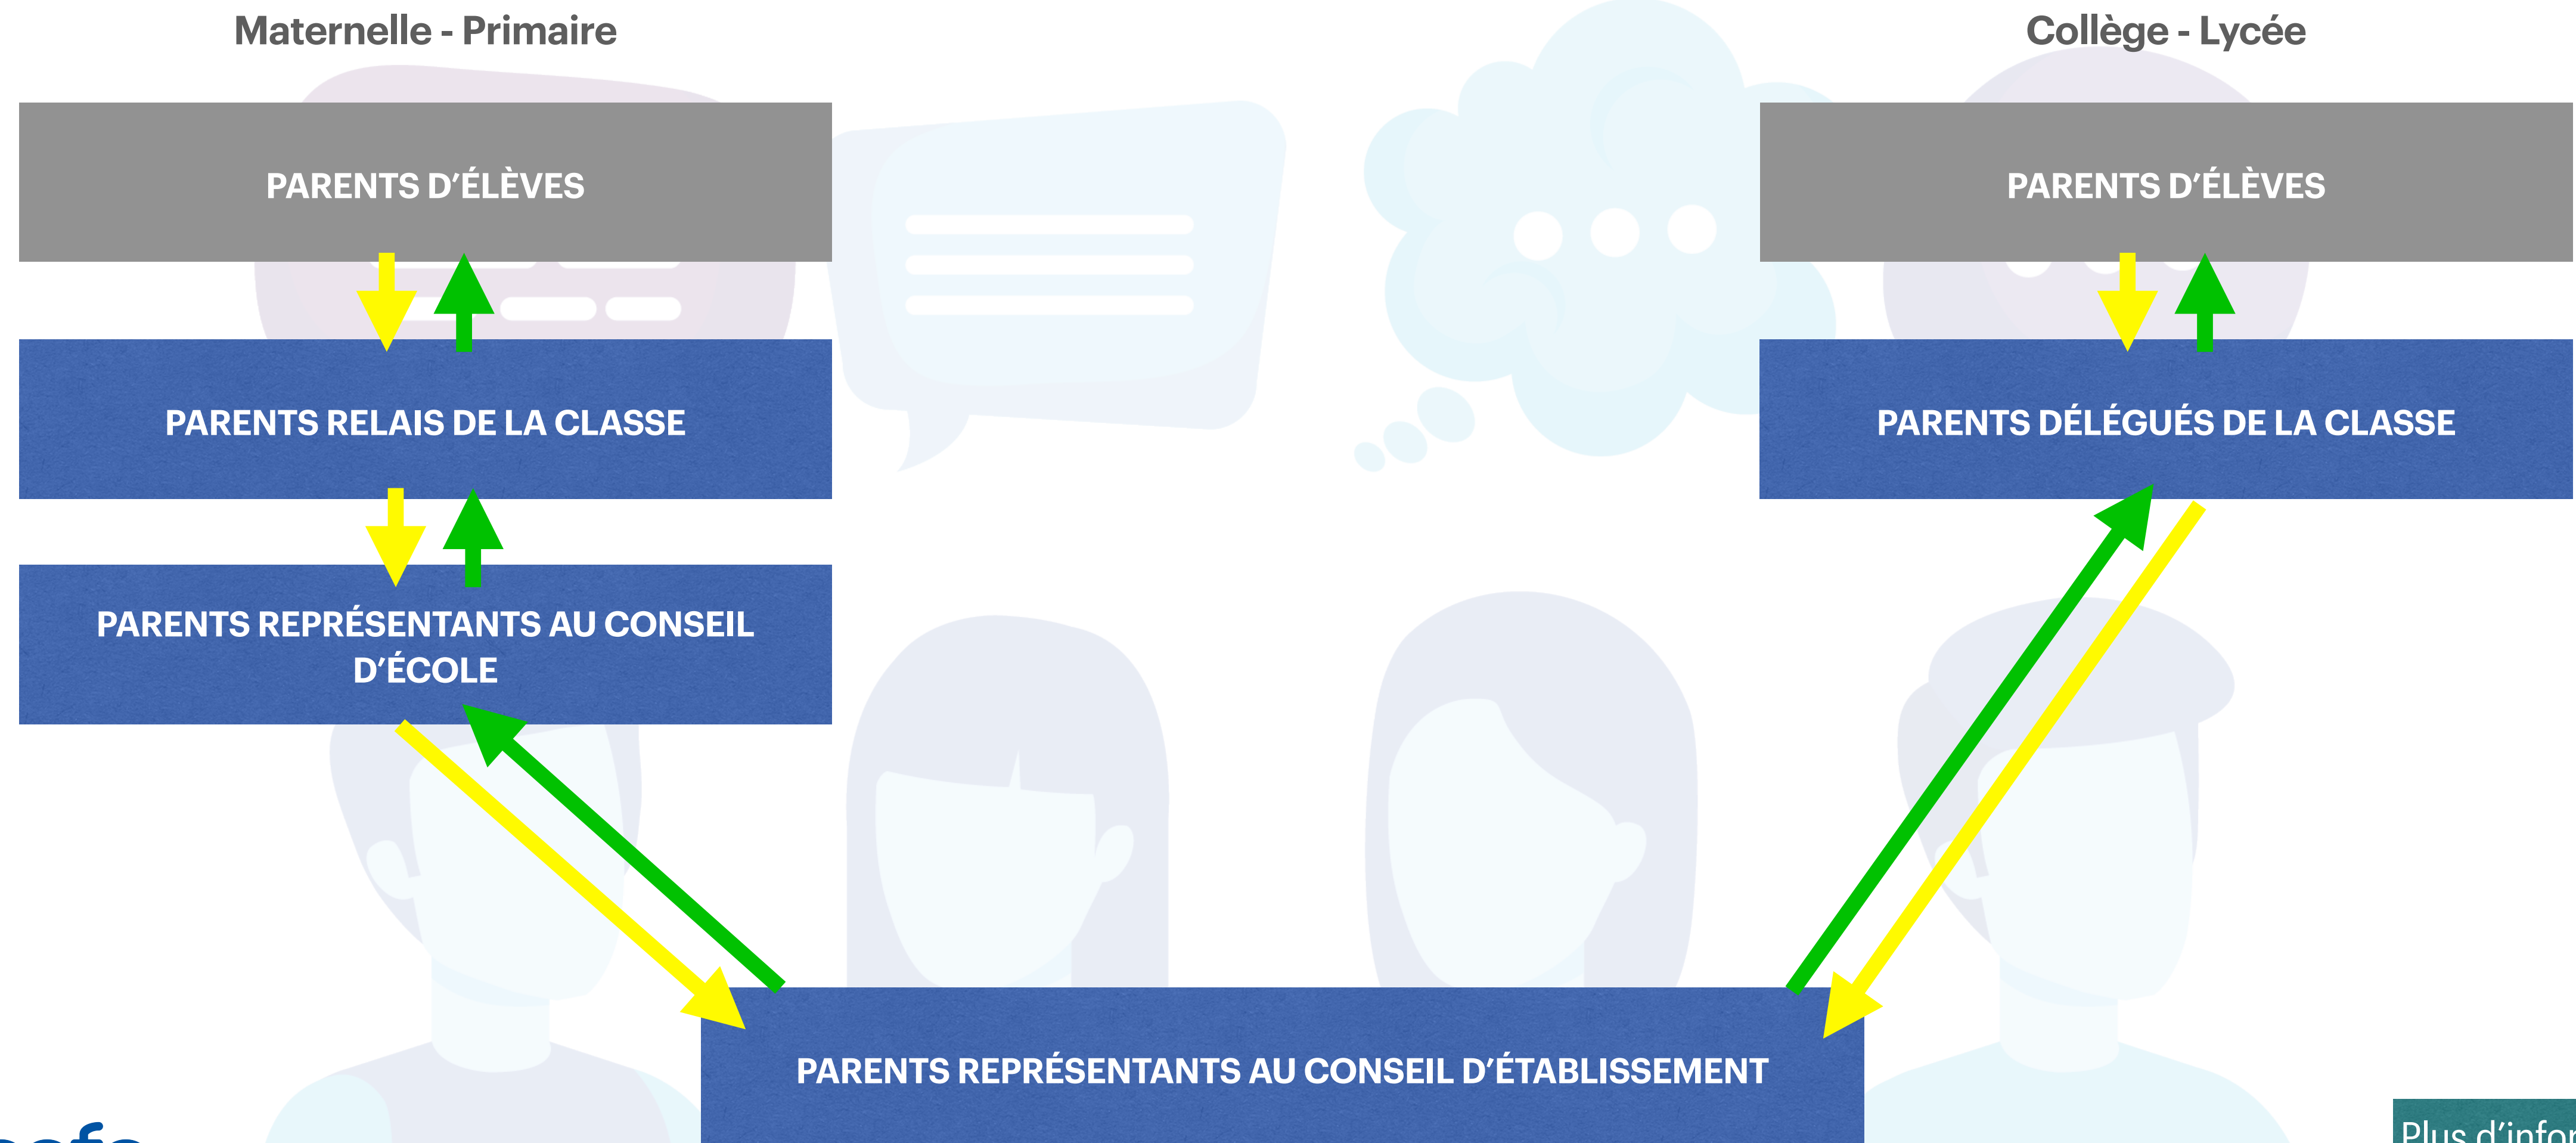 Maternelle - Primaire
Collège - Lycée
PARENTS D'ÉLÈVES
PARENTS D'ÉLÈVES
PARENTS RELAIS DE LA CLASSE
PARENTS DÉLÉGUÉS DE LA CLASSE
PARENTS REPRÉSENTANTS AU CONSEIL
D'ÉCOLE
PARENTS REPRÉSENTANTS AU CONSEIL D'ÉTABLISSEMENT
Plus